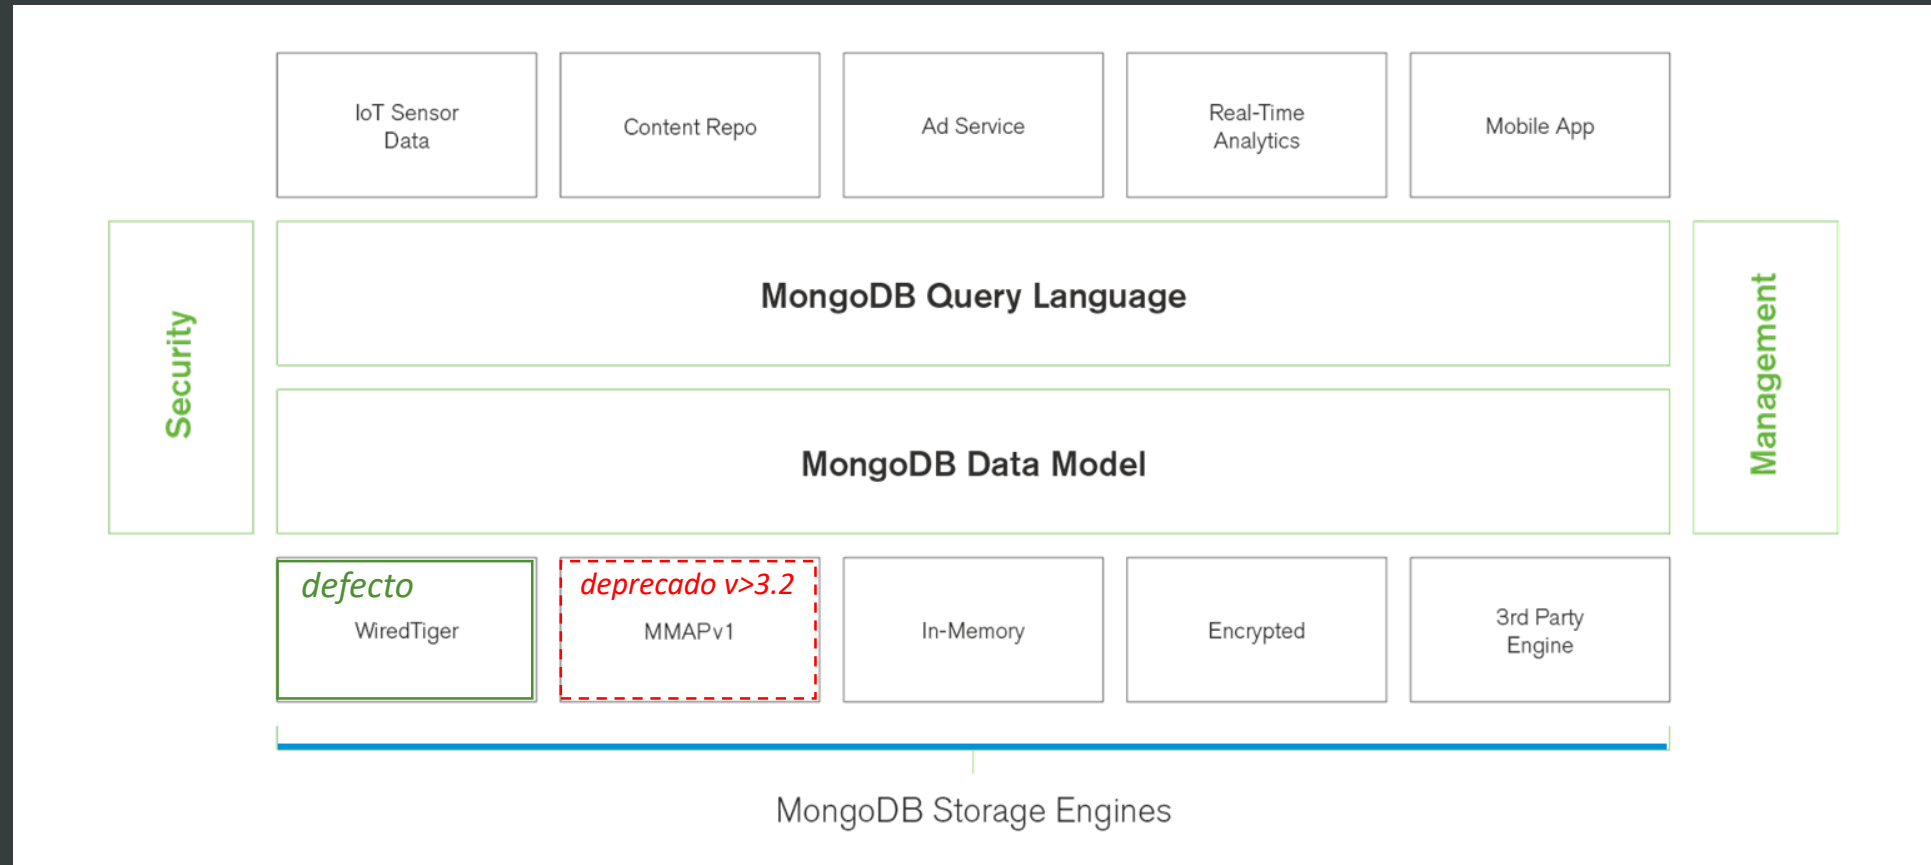 IoT Sensor
Data
Content Repo
Ad Service
Real-Time
Analytics
Mobile App
Security
MongoDB Query Language
MongoDB Data Model
Management
defecto
WiredTiger
deprecado v>3.2
MMAPv1
In-Memory
Encrypted
3rd Party
Engine
MongoDB Storage Engines